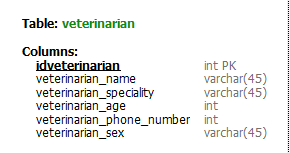 Table: veterinarian
Columns:
idveterinarian int PK
veterinarian_name varchar(45)
veterinarian_speciality varchar(45)
veterinarian_age int
veterinarian_phone_number int
veterinarian_sex varchar(45)